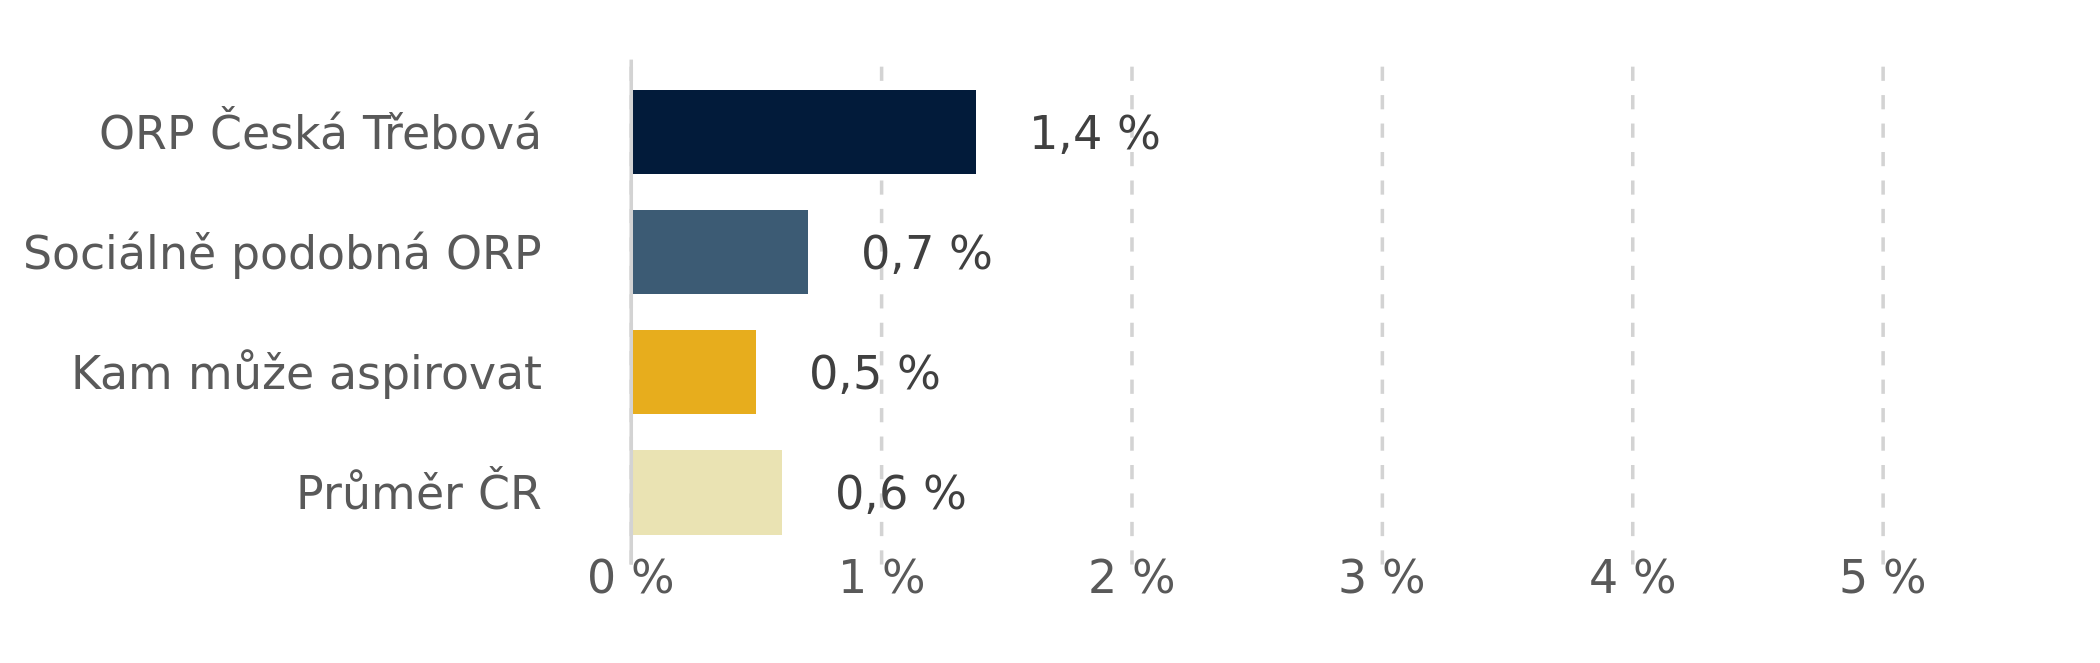 ORP Česká Třebová 1,4 %
Sociálně podobná ORP 0,7 %
Kam může aspirovat 0,5 %
Průměr ČR 0,6 %
0 % 1 % 2 % 3 % 4 % 5 %